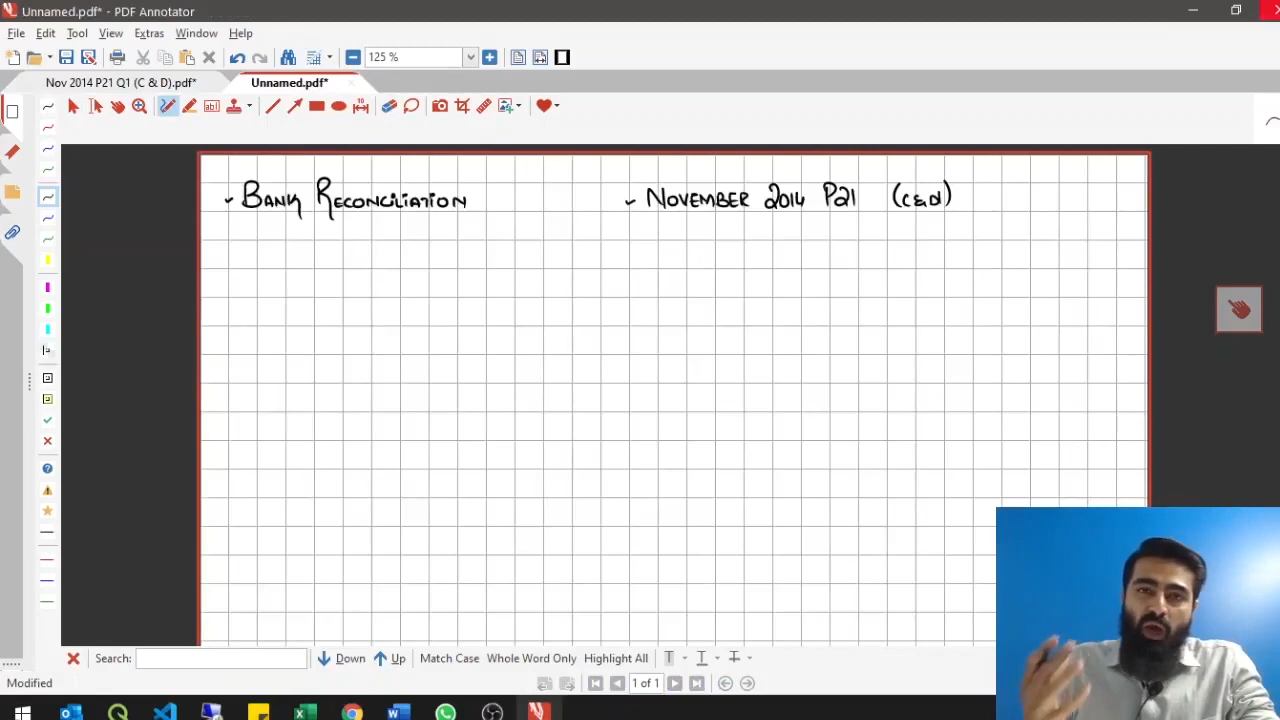 Unnamed.pdf* - PDF Annotator
File Edit Tool View Extras Window Help
125 %
Nov 2014 P21 Q1 (C & D).pdf* Unnamed.pdf*
- BANK RECONCILIATION - NOVEMBER 2014 P21 (c&d)
Search: Down Up Match Case Whole Word Only Highlight All
Modified 1 of 1